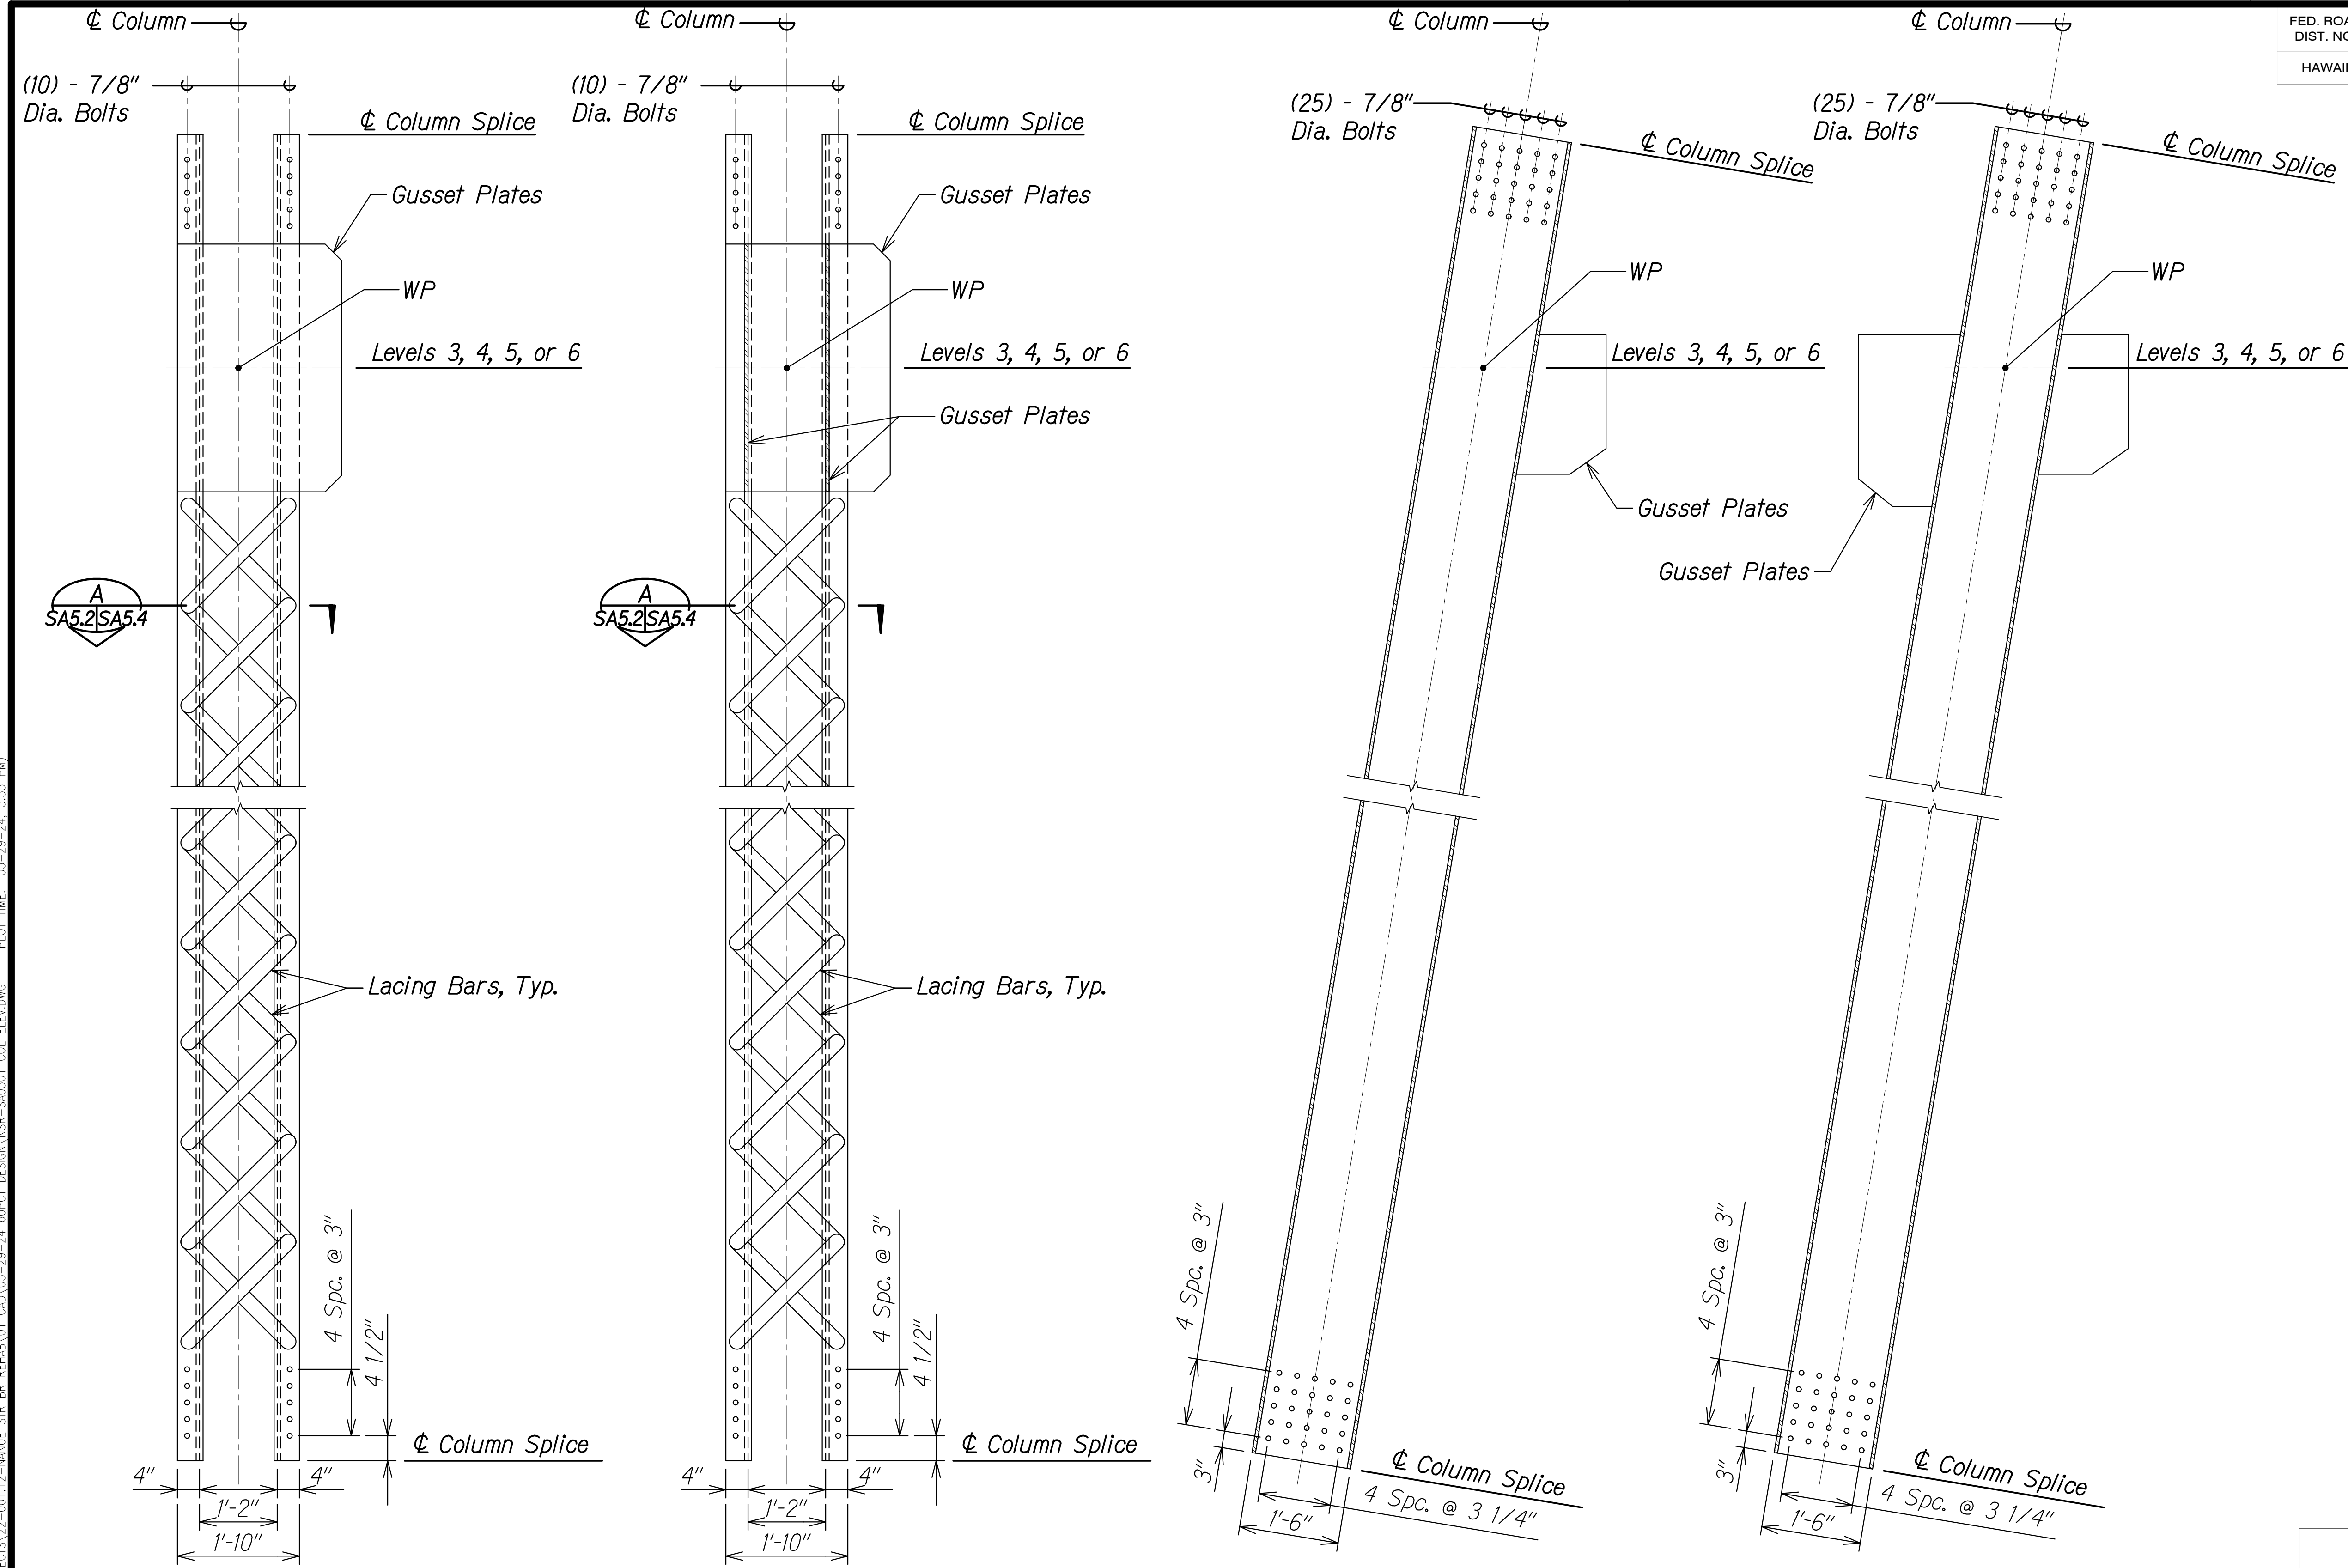 ℄ Column
℄ Column
℄ Column
℄ Column
FED. ROA
DIST. NO
HAWAII
(10) - 7/8"
Dia. Bolts
℄ Column Splice
(10) - 7/8"
Dia. Bolts
℄ Column Splice
(25) - 7/8"
Dia. Bolts
℄ Column Splice
(25) - 7/8"
Dia. Bolts
℄ Column Splice
Gusset Plates
Gusset Plates
WP
WP
WP
WP
Levels 3, 4, 5, or 6
Levels 3, 4, 5, or 6
Levels 3, 4, 5, or 6
Levels 3, 4, 5, or 6
Gusset Plates
Gusset Plates
Gusset Plates
A
SA5.2 SA5.4
A
SA5.2 SA5.4
Lacing Bars, Typ.
Lacing Bars, Typ.
4 Spc. @ 3"
4 1/2"
4 Spc. @ 3"
4 1/2"
4 Spc. @ 3"
3"
4 Spc. @ 3"
3"
℄ Column Splice
℄ Column Splice
℄ Column Splice
℄ Column Splice
4"
4"
1'-2"
1'-10"
4"
4"
1'-2"
1'-10"
4 Spc. @ 3 1/4"
1'-6"
4 Spc. @ 3 1/4"
1'-6"